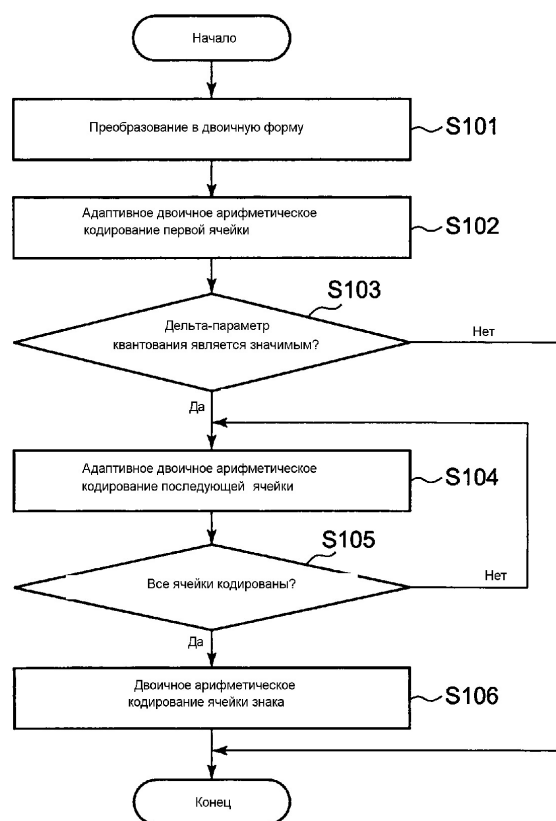 Начало
Преобразование в двоичную форму
S101
Адаптивное двоичное арифметическое
кодирование первой ячейки
S102
S103
Дельта-параметр
квантования является значимым?
Нет
Да
Адаптивное двоичное арифметическое
кодирование последующей ячейки
S104
S105
Все ячейки кодированы?
Нет
Да
Двоичное арифметическое
кодирование ячейки знака
S106
Конец